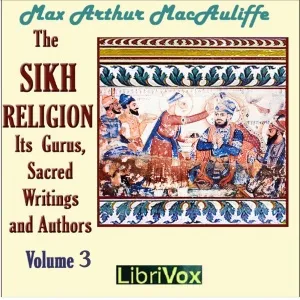 Max Arthur MacAuliffe
The
SIKH
RELIGION
Its Gurus,
Sacred
Writings
and Authors
Volume 3
LibriVox